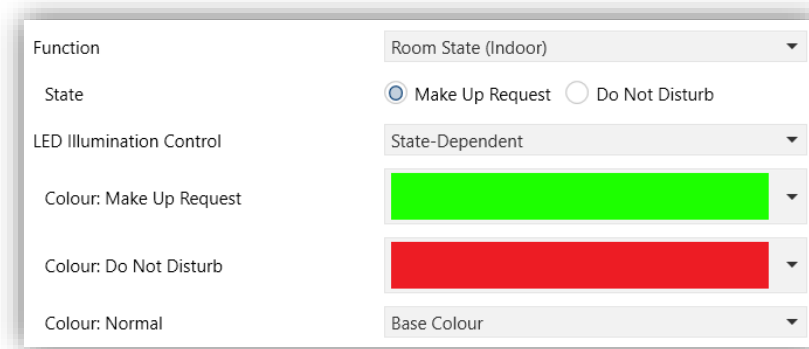 Function Room State (Indoor)
State Make Up Request Do Not Disturb
LED Illumination Control State-Dependent
Colour: Make Up Request
Colour: Do Not Disturb
Colour: Normal Base Colour